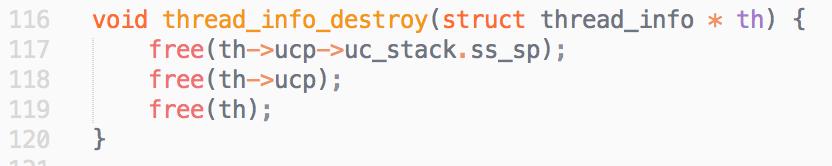 116 void thread_info_destroy(struct thread_info * th) {
117     free(th->ucp->uc_stack.ss_sp);
118     free(th->ucp);
119     free(th);
120 }